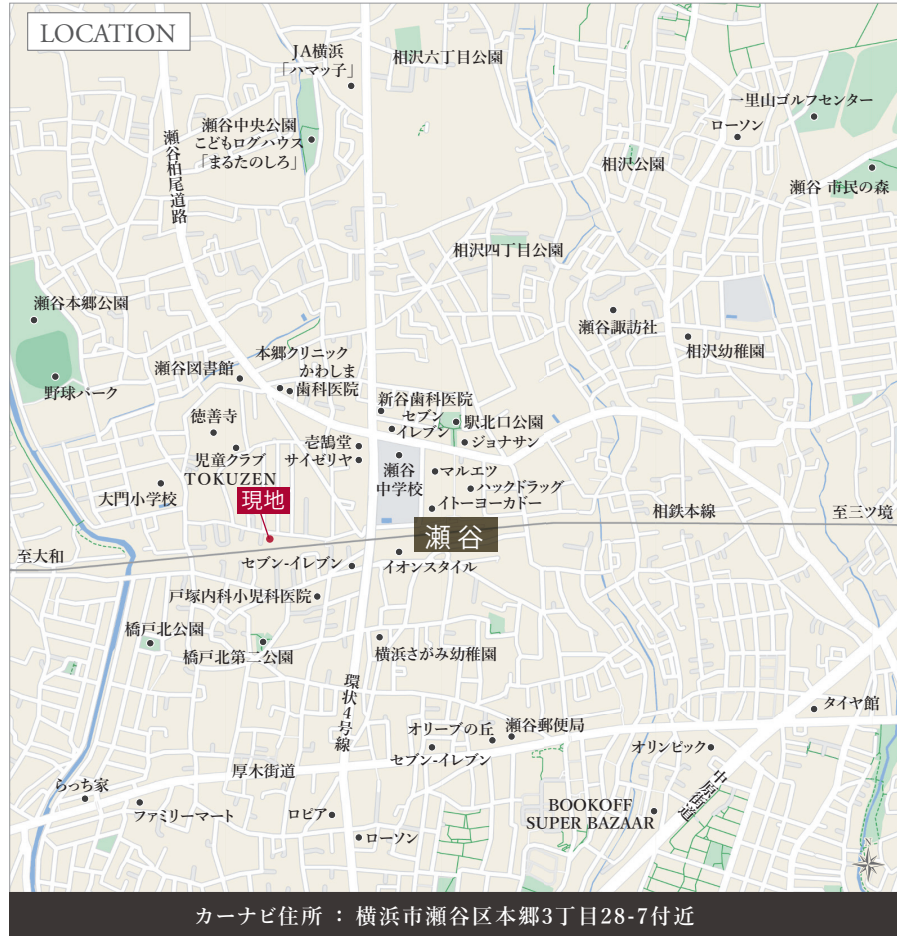 LOCATION
JA横浜
「ハマッ子」
相沢六丁目公園
一里山ゴルフセンター
ローソン
瀬谷中央公園
こどもログハウス
「まるたのしろ」
瀬谷柏尾道路
相沢公園
瀬谷 市民の森
相沢四丁目公園
瀬谷本郷公園
瀬谷諏訪社
相沢幼稚園
本郷クリニック
かわしま
歯科医院
瀬谷図書館
野球パーク
新谷歯科医院
セブン
イレブン
駅北口公園
ジョナサン
徳善寺
壱鵠堂
サイゼリヤ
児童クラブ
TOKUZEN
瀬谷
中学校
マルエツ
ハックドラッグ
イトーヨーカドー
大門小学校
現地
瀬谷
相鉄本線
至三ツ境
至大和
セブン-イレブン
イオンスタイル
戸塚内科小児科医院
橋戸北公園
橋戸北第二公園
横浜さがみ幼稚園
環状4号線
タイヤ館
オリーブの丘
瀬谷郵便局
セブン-イレブン
オリンピック
厚木街道
中原街道
らっち家
ファミリーマート
ロピア
BOOKOFF
SUPER BAZAAR
ローソン
カーナビ住所 : 横浜市瀬谷区本郷3丁目28-7付近